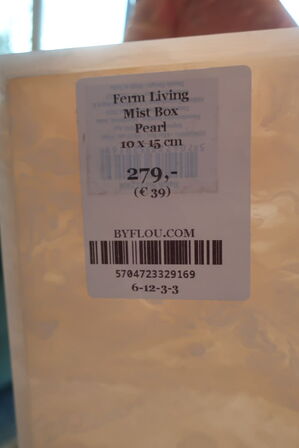 Ferm Living
Mist Box
Pearl
10 x 15 cm
279,-
(€ 39)
BYFLOU.COM
5704723329169
6-12-3-3